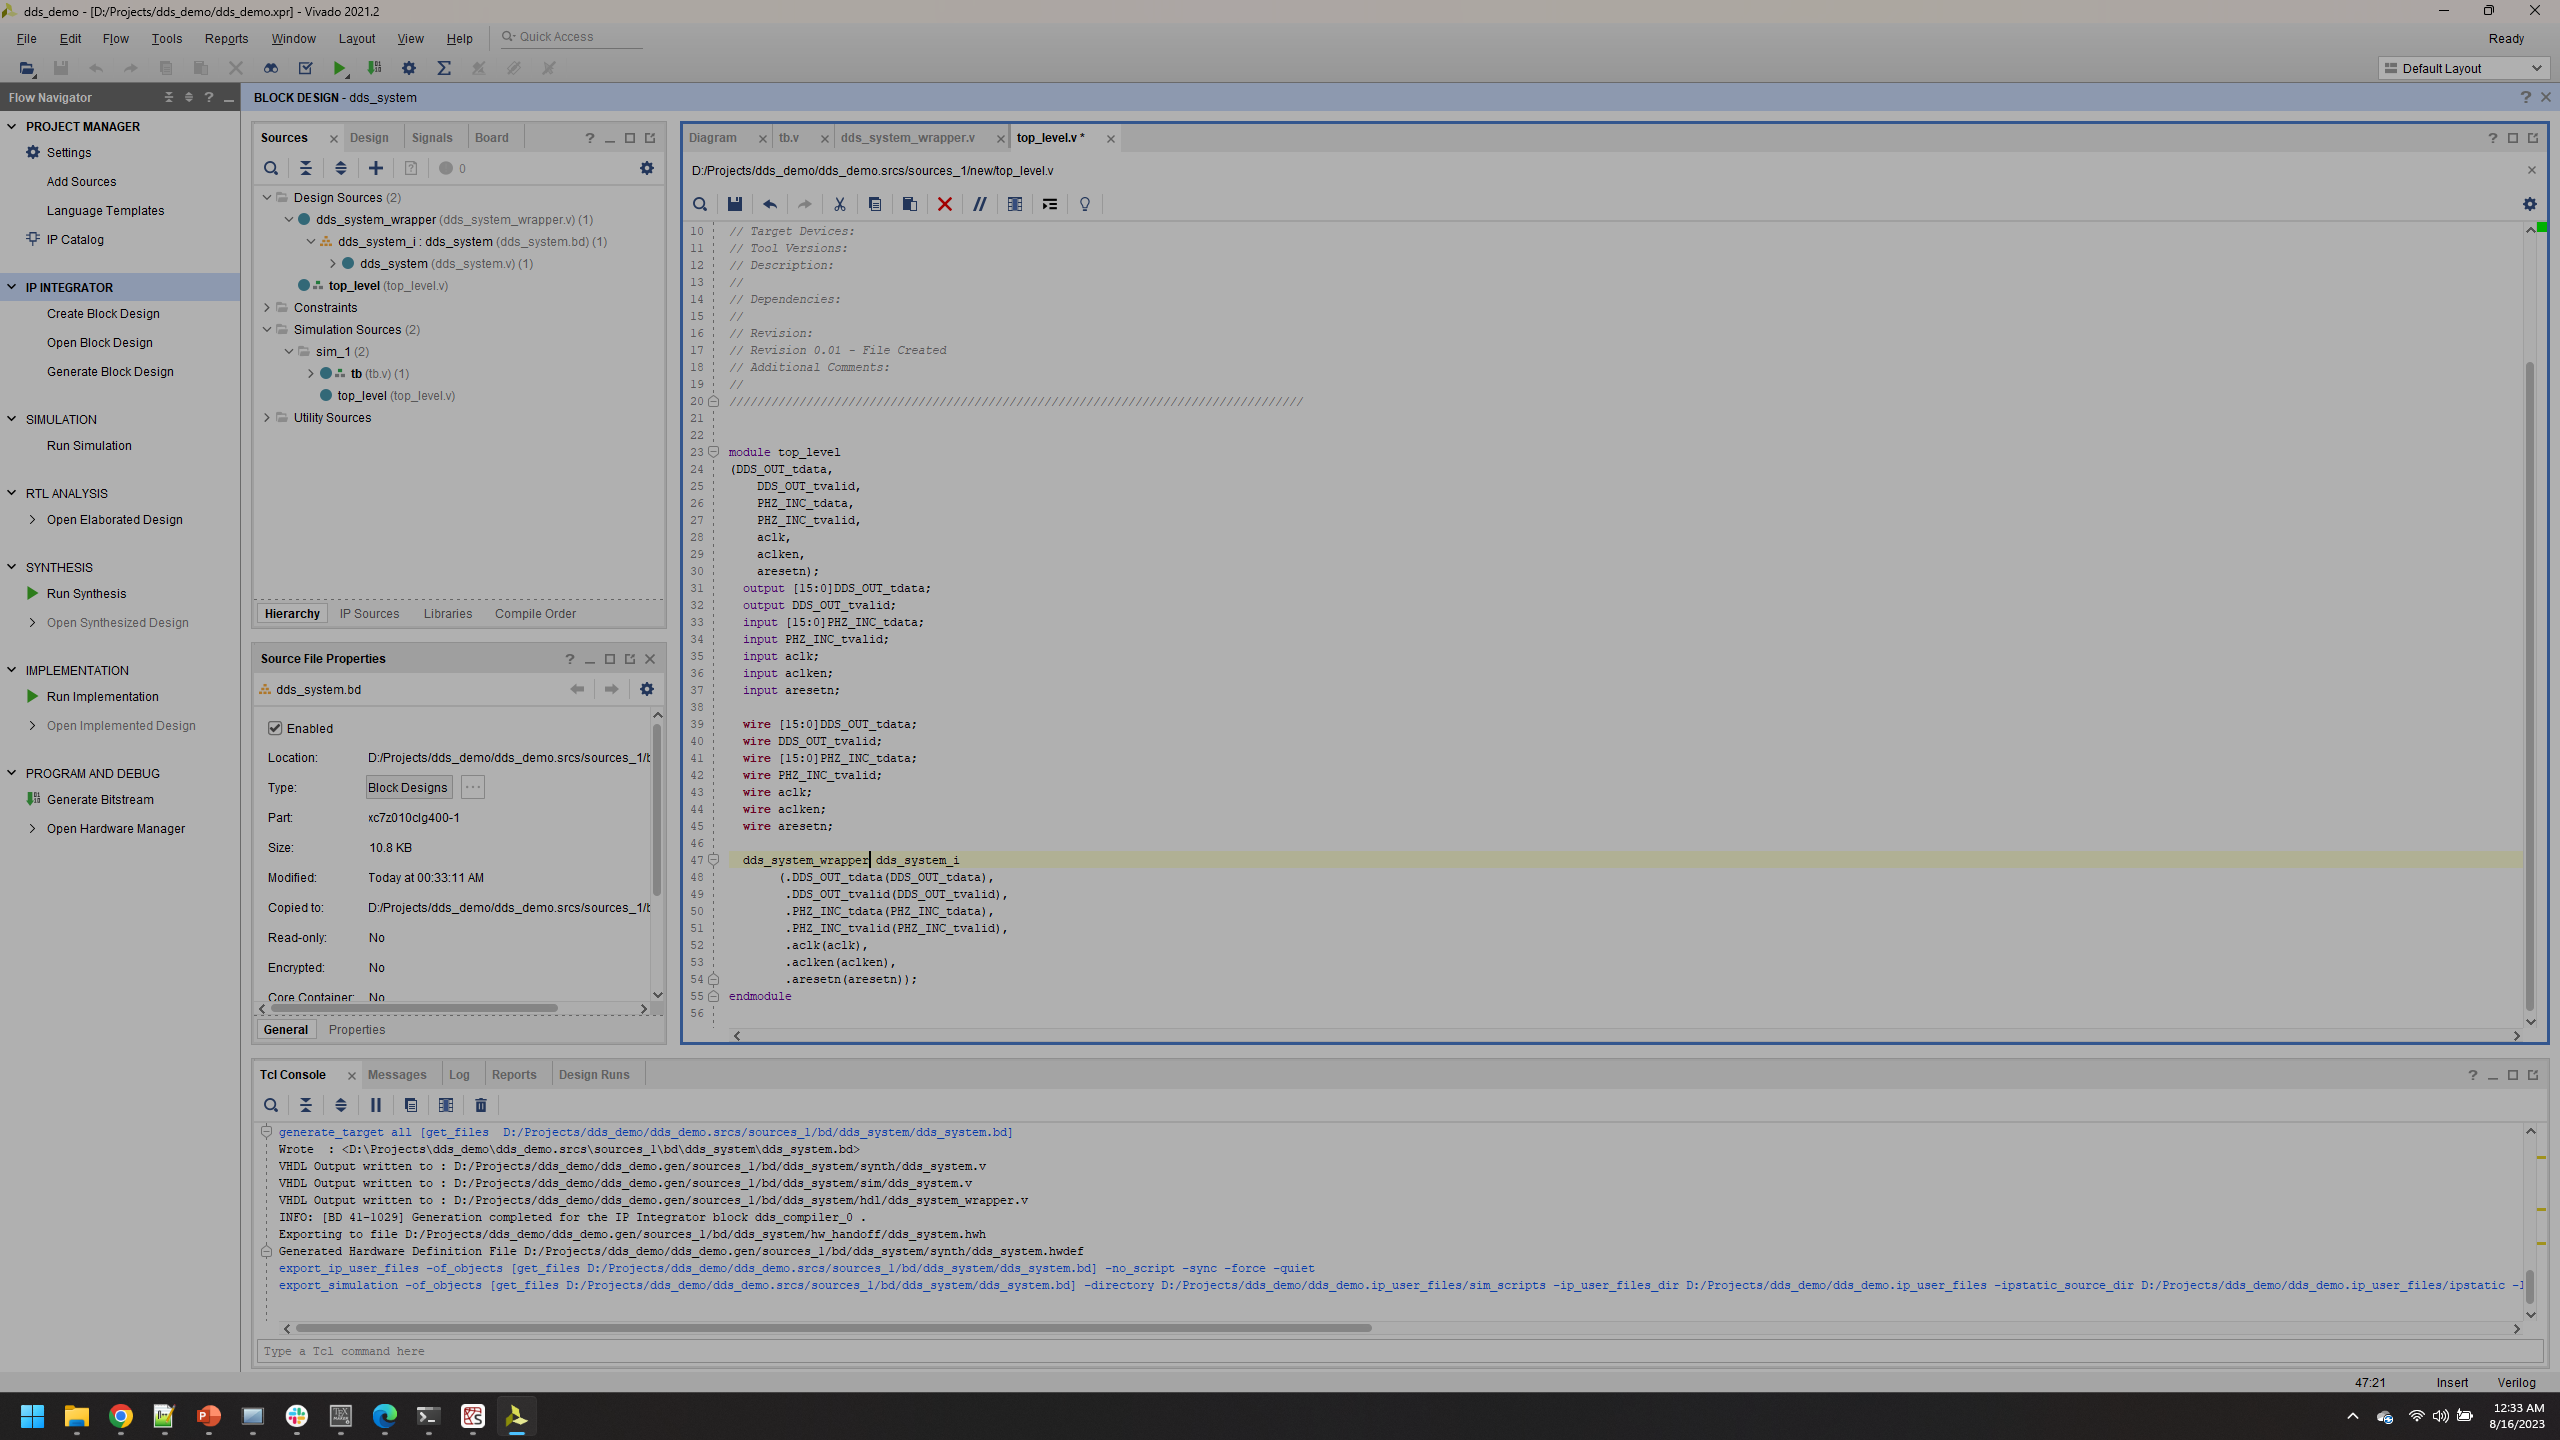 dds_demo - [D:/Projects/dds_demo/dds_demo.xpr] - Vivado 2021.2
File Edit Flow Tools Reports Window Layout View Help Quick Access Ready
Default Layout
Flow Navigator
PROJECT MANAGER
Settings
Add Sources
Language Templates
IP Catalog
IP INTEGRATOR
Create Block Design
Open Block Design
Generate Block Design
SIMULATION
Run Simulation
RTL ANALYSIS
Open Elaborated Design
SYNTHESIS
Run Synthesis
Open Synthesized Design
IMPLEMENTATION
Run Implementation
Open Implemented Design
PROGRAM AND DEBUG
Generate Bitstream
Open Hardware Manager
BLOCK DESIGN - dds_system
Sources Design Signals Board
0
Design Sources (2)
dds_system_wrapper (dds_system_wrapper.v) (1)
dds_system_i : dds_system (dds_system.bd) (1)
dds_system (dds_system.v) (1)
top_level (top_level.v)
Constraints
Simulation Sources (2)
sim_1 (2)
tb (tb.v) (1)
top_level (top_level.v)
Utility Sources
Hierarchy IP Sources Libraries Compile Order
Source File Properties
dds_system.bd
Enabled
Location: D:/Projects/dds_demo/dds_demo.srcs/sources_1/b
Type: Block Designs ...
Part: xc7z010clg400-1
Size: 10.8 KB
Modified: Today at 00:33:11 AM
Copied to: D:/Projects/dds_demo/dds_demo.srcs/sources_1/b
Read-only: No
Encrypted: No
Core Container: No
General Properties
Diagram tb.v dds_system_wrapper.v top_level.v *
D:/Projects/dds_demo/dds_demo.srcs/sources_1/new/top_level.v
10 // Target Devices:
11 // Tool Versions:
12 // Description:
13 //
14 // Dependencies:
15 //
16 // Revision:
17 // Revision 0.01 - File Created
18 // Additional Comments:
19 //
20 //////////////////////////////////////////////////////////////////////////////////
21
22
23 module top_level
24 (DDS_OUT_tdata,
25 DDS_OUT_tvalid,
26 PHZ_INC_tdata,
27 PHZ_INC_tvalid,
28 aclk,
29 aclken,
30 aresetn);
31 output [15:0]DDS_OUT_tdata;
32 output DDS_OUT_tvalid;
33 input [15:0]PHZ_INC_tdata;
34 input PHZ_INC_tvalid;
35 input aclk;
36 input aclken;
37 input aresetn;
38
39 wire [15:0]DDS_OUT_tdata;
40 wire DDS_OUT_tvalid;
41 wire [15:0]PHZ_INC_tdata;
42 wire PHZ_INC_tvalid;
43 wire aclk;
44 wire aclken;
45 wire aresetn;
46
47 dds_system_wrapper dds_system_i
48 (.DDS_OUT_tdata(DDS_OUT_tdata),
49 .DDS_OUT_tvalid(DDS_OUT_tvalid),
50 .PHZ_INC_tdata(PHZ_INC_tdata),
51 .PHZ_INC_tvalid(PHZ_INC_tvalid),
52 .aclk(aclk),
53 .aclken(aclken),
54 .aresetn(aresetn));
55 endmodule
56
Tcl Console Messages Log Reports Design Runs
generate_target all [get_files D:/Projects/dds_demo/dds_demo.srcs/sources_1/bd/dds_system/dds_system.bd]
Wrote : <D:\Projects\dds_demo\dds_demo.srcs\sources_1\bd\dds_system\dds_system.bd>
VHDL Output written to : D:/Projects/dds_demo/dds_demo.gen/sources_1/bd/dds_system/synth/dds_system.v
VHDL Output written to : D:/Projects/dds_demo/dds_demo.gen/sources_1/bd/dds_system/sim/dds_system.v
VHDL Output written to : D:/Projects/dds_demo/dds_demo.gen/sources_1/bd/dds_system/hdl/dds_system_wrapper.v
INFO: [BD 41-1029] Generation completed for the IP Integrator block dds_compiler_0 .
Exporting to file D:/Projects/dds_demo/dds_demo.gen/sources_1/bd/dds_system/hw_handoff/dds_system.hwh
Generated Hardware Definition File D:/Projects/dds_demo/dds_demo.gen/sources_1/bd/dds_system/synth/dds_system.hwdef
export_ip_user_files -of_objects [get_files D:/Projects/dds_demo/dds_demo.srcs/sources_1/bd/dds_system/dds_system.bd] -no_script -sync -force -quiet
export_simulation -of_objects [get_files D:/Projects/dds_demo/dds_demo.srcs/sources_1/bd/dds_system/dds_system.bd] -directory D:/Projects/dds_demo/dds_demo.ip_user_files/sim_scripts -ip_user_files_dir D:/Projects/dds_demo/dds_demo.ip_user_files -ipstatic_source_dir D:/Projects/dds_demo/dds_demo.ip_user_files/ipstatic
Type a Tcl command here
47:21 Insert Verilog
12:33 AM
8/16/2023